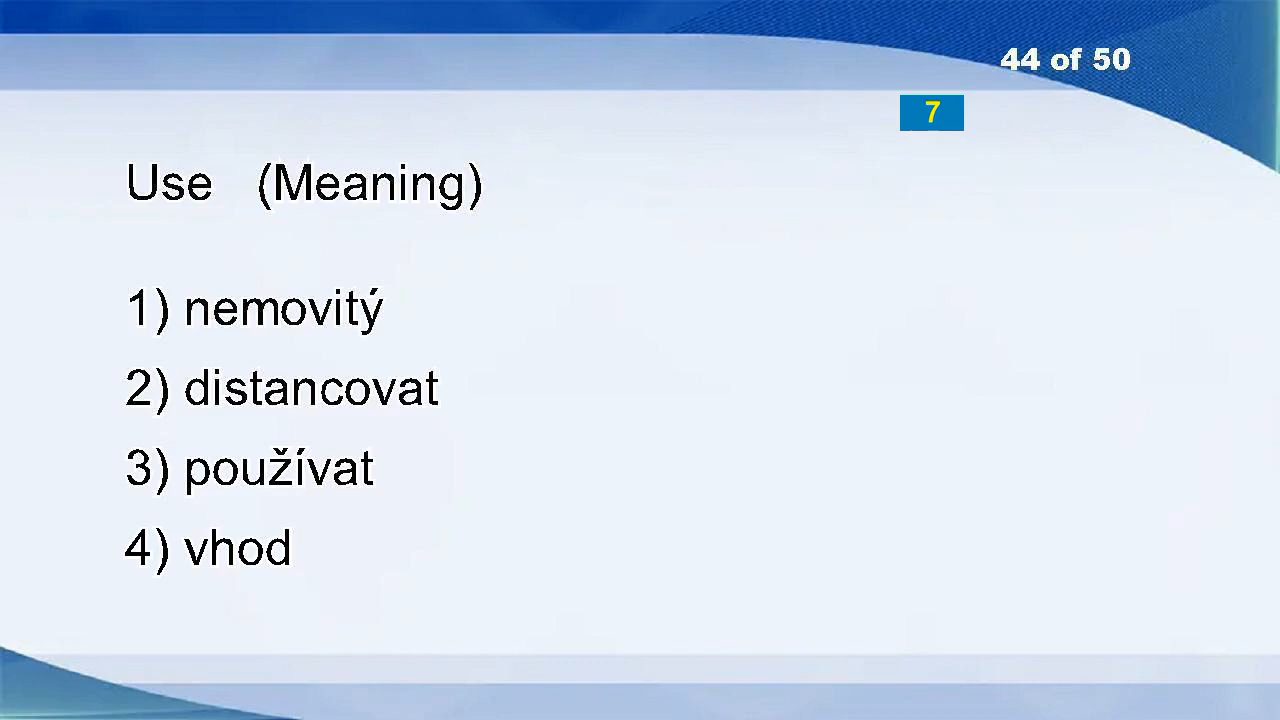 44 of 50
7
Use (Meaning)
1) nemovitý
2) distancovat
3) používat
4) vhod